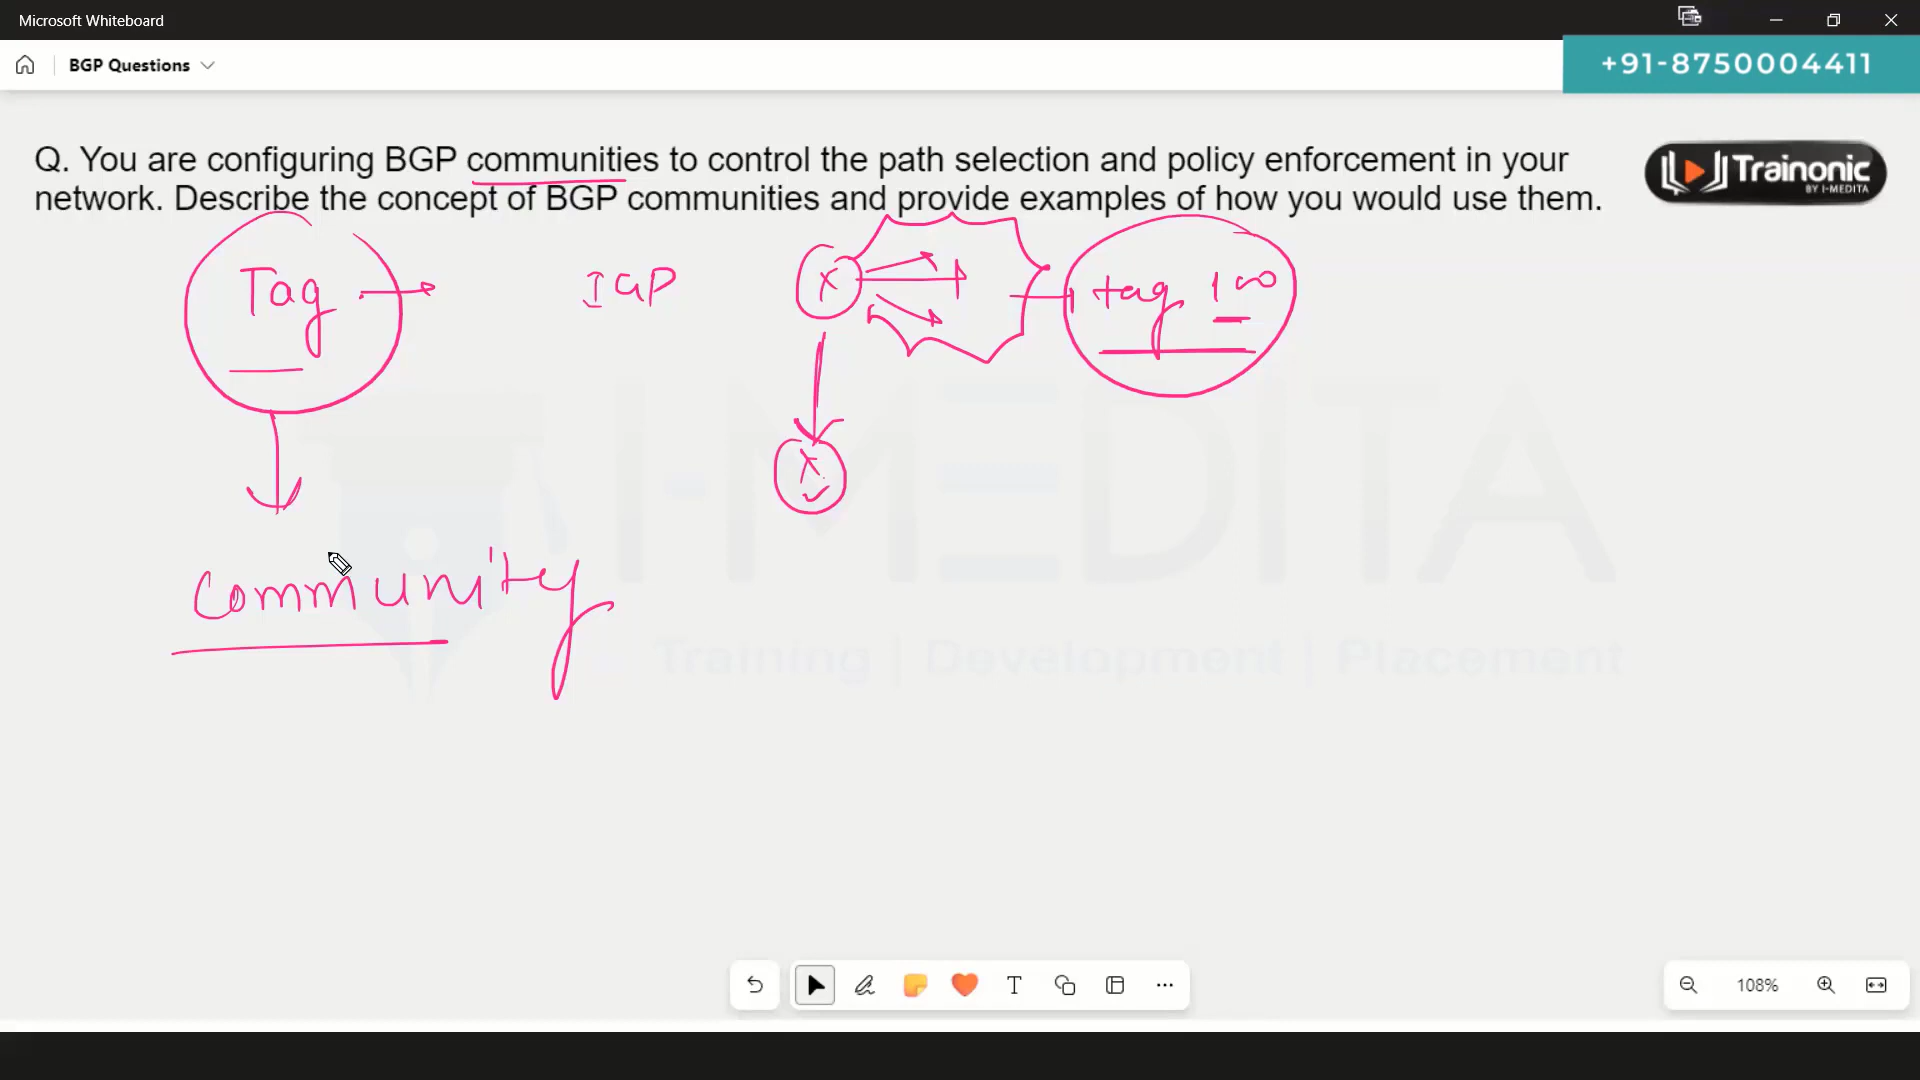 Microsoft Whiteboard
BGP Questions
+91-8750004411
Q. You are configuring BGP communities to control the path selection and policy enforcement in your
network. Describe the concept of BGP communities and provide examples of how you would use them.
Trainonic
BY I-MEDITA
Tag
IGP
X
tag 100
X
Community
I-MEDITA
Training | Development | Placement
T
108%